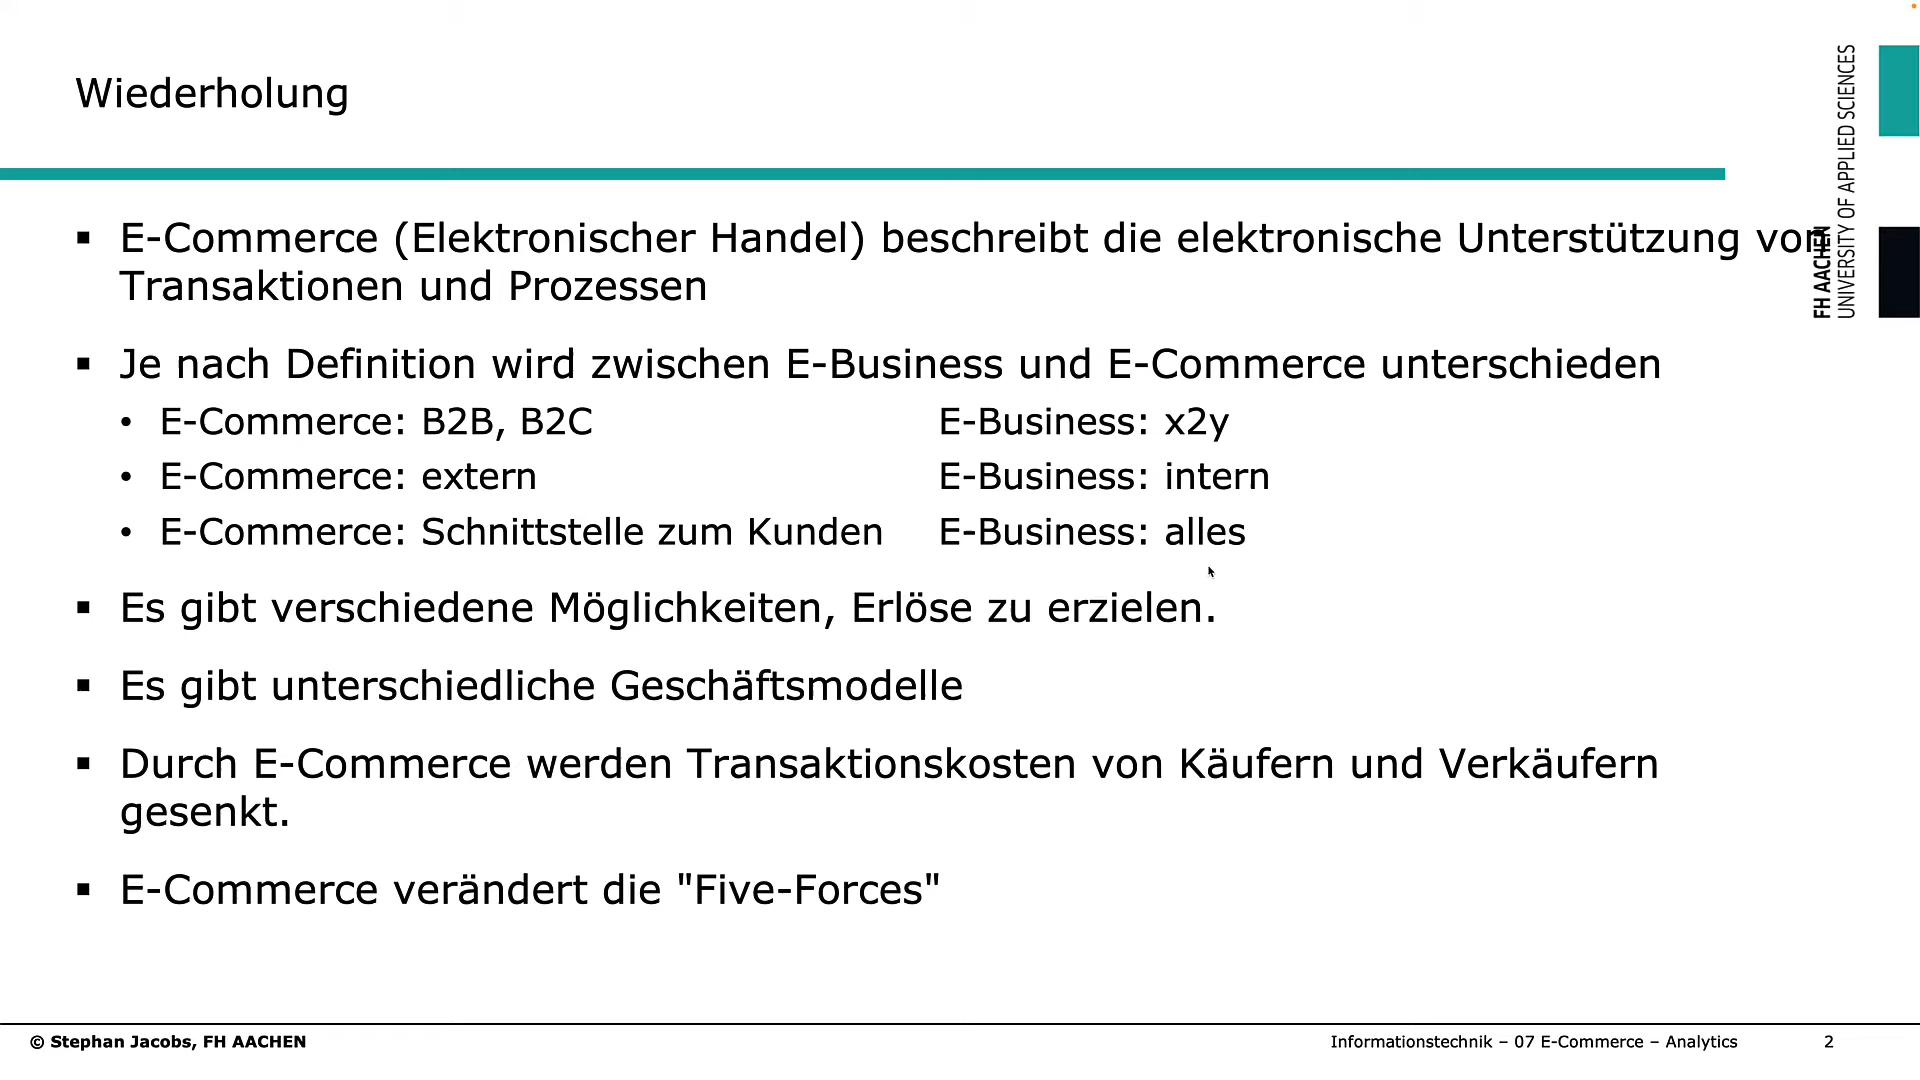 Wiederholung
FH AACHEN
UNIVERSITY OF APPLIED SCIENCES
▪ E-Commerce (Elektronischer Handel) beschreibt die elektronische Unterstützung von
Transaktionen und Prozessen
▪ Je nach Definition wird zwischen E-Business und E-Commerce unterschieden
• E-Commerce: B2B, B2C E-Business: x2y
• E-Commerce: extern E-Business: intern
• E-Commerce: Schnittstelle zum Kunden E-Business: alles
▪ Es gibt verschiedene Möglichkeiten, Erlöse zu erzielen.
▪ Es gibt unterschiedliche Geschäftsmodelle
▪ Durch E-Commerce werden Transaktionskosten von Käufern und Verkäufern
gesenkt.
▪ E-Commerce verändert die "Five-Forces"
© Stephan Jacobs, FH AACHEN
Informationstechnik – 07 E-Commerce – Analytics 2